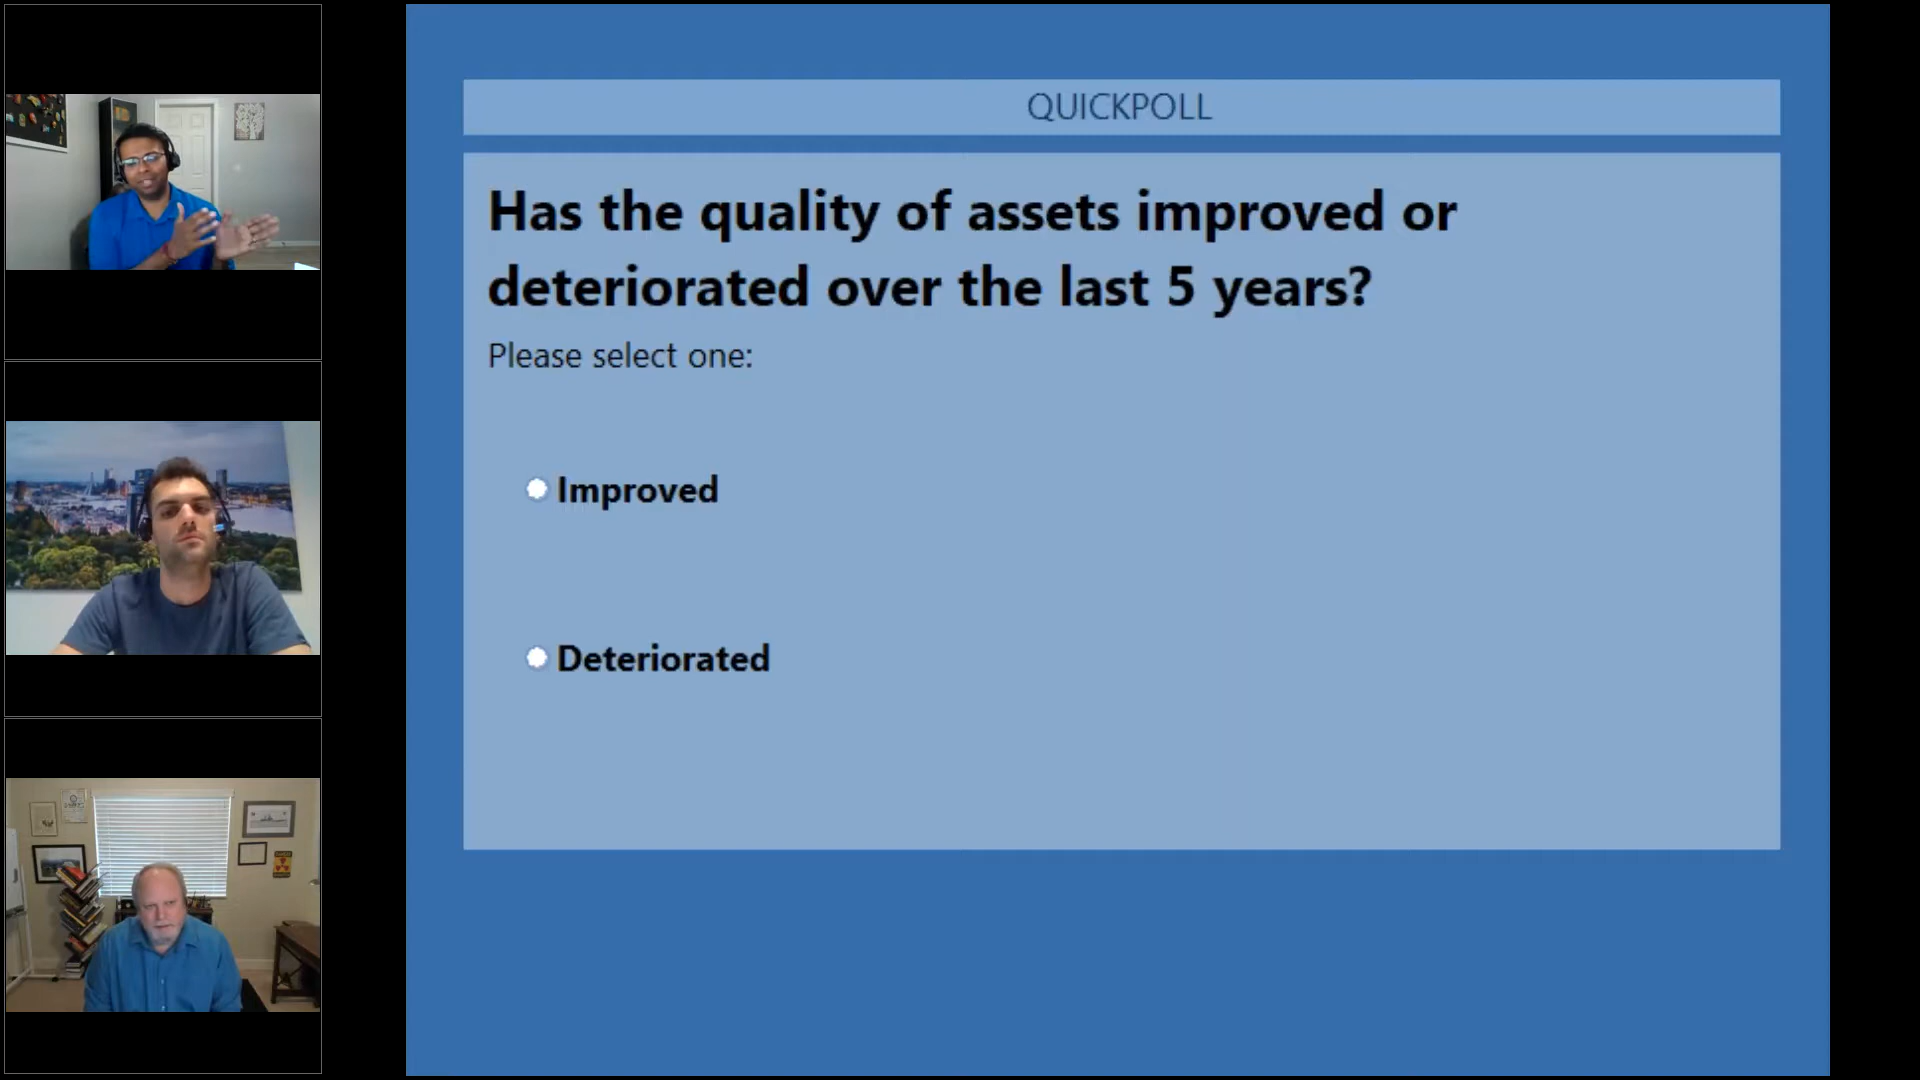 QUICKPOLL
Has the quality of assets improved or
deteriorated over the last 5 years?
Please select one:
Improved
Deteriorated